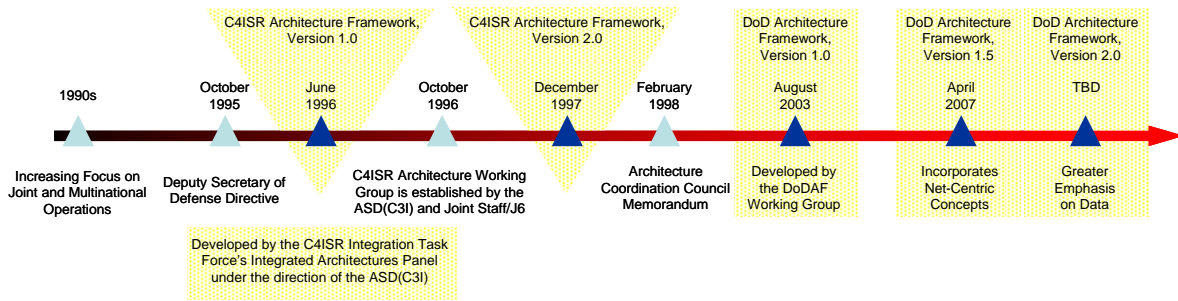 C4ISR Architecture Framework,
Version 1.0
C4ISR Architecture Framework,
Version 2.0
DoD Architecture
Framework,
Version 1.0
DoD Architecture
Framework,
Version 1.5
DoD Architecture
Framework,
Version 2.0
1990s
October
1995
June
1996
October
1996
December
1997
February
1998
August
2003
April
2007
TBD
Increasing Focus on
Joint and Multinational
Operations
Deputy Secretary of
Defense Directive
C4ISR Architecture Working
Group is established by the
ASD(C3I) and Joint Staff/J6
Architecture
Coordination Council
Memorandum
Developed by
the DoDAF
Working Group
Incorporates
Net-Centric
Concepts
Greater
Emphasis
on Data
Developed by the C4ISR Integration Task
Force's Integrated Architectures Panel
under the direction of the ASD(C3I)